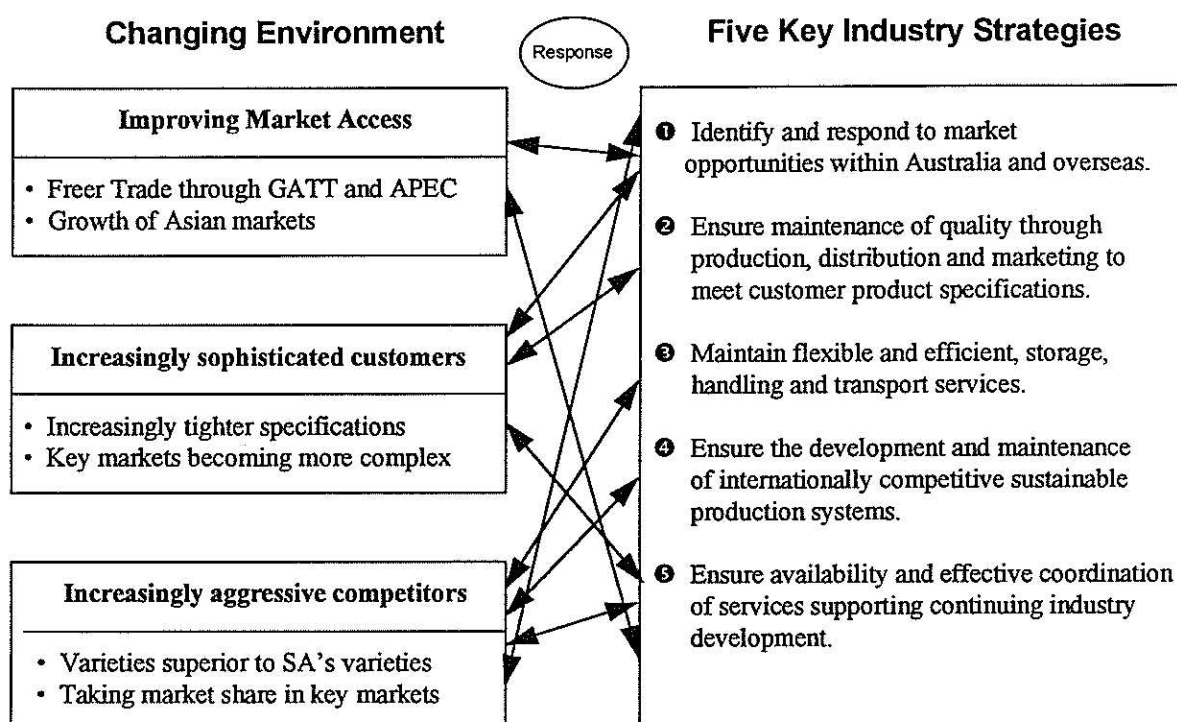 Changing Environment
Response
Five Key Industry Strategies
Improving Market Access
• Freer Trade through GATT and APEC
• Growth of Asian markets
Increasingly sophisticated customers
• Increasingly tighter specifications
• Key markets becoming more complex
Increasingly aggressive competitors
• Varieties superior to SA's varieties
• Taking market share in key markets
❶ Identify and respond to market
opportunities within Australia and overseas.
❷ Ensure maintenance of quality through
production, distribution and marketing to
meet customer product specifications.
❸ Maintain flexible and efficient, storage,
handling and transport services.
❹ Ensure the development and maintenance
of internationally competitive sustainable
production systems.
❺ Ensure availability and effective coordination
of services supporting continuing industry
development.